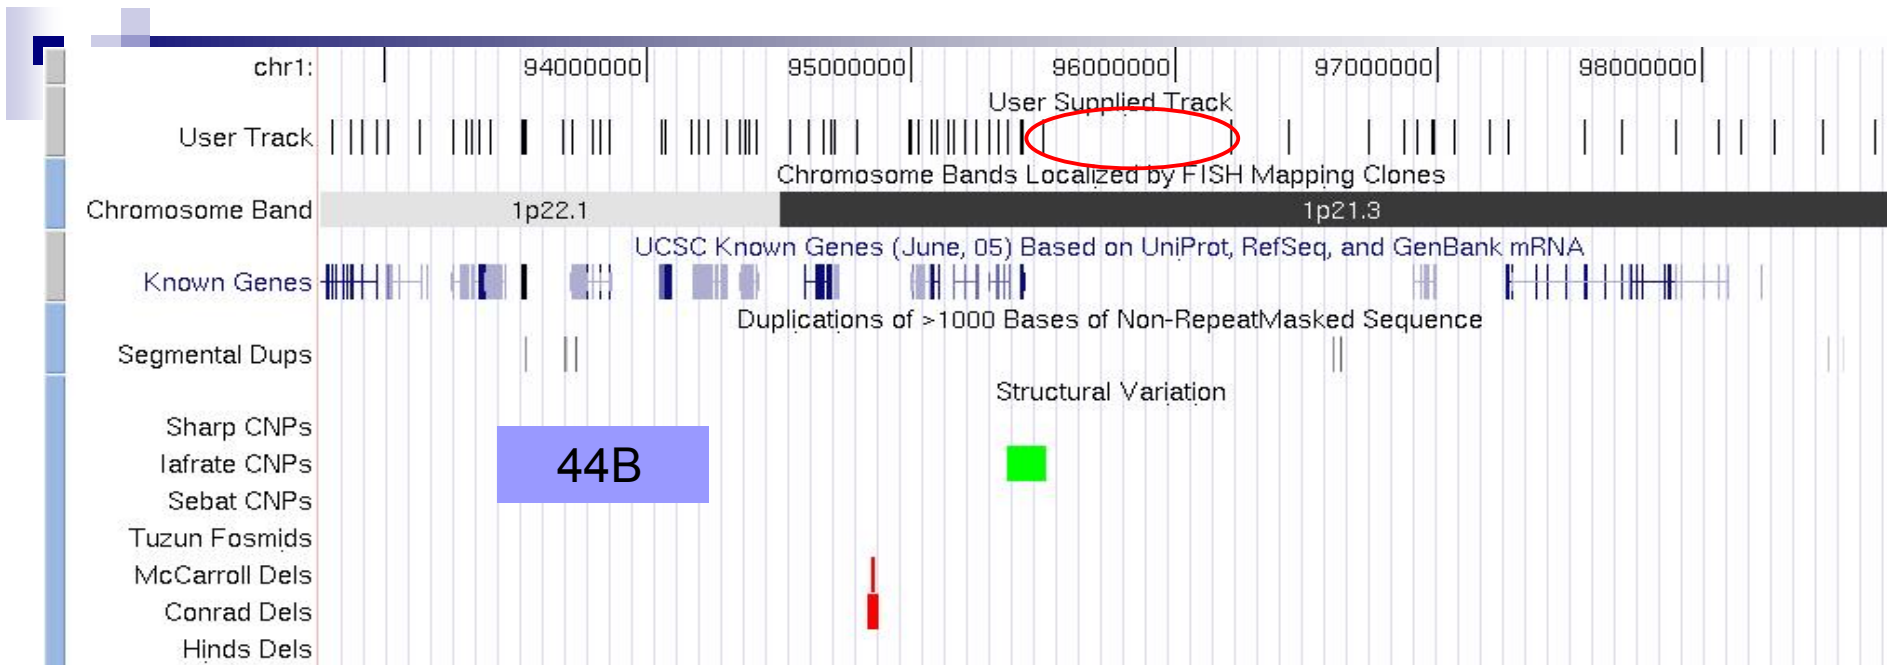 chr1: 94000000 95000000 96000000 97000000 98000000
User Supplied Track
User Track
Chromosome Bands Localized by FISH Mapping Clones
Chromosome Band 1p22.1 1p21.3
UCSC Known Genes (June, 05) Based on UniProt, RefSeq, and GenBank mRNA
Known Genes
Duplications of >1000 Bases of Non-RepeatMasked Sequence
Segmental Dups
Structural Variation
Sharp CNPs
Iafrate CNPs
44B
Sebat CNPs
Tuzun Fosmids
McCarroll Dels
Conrad Dels
Hinds Dels